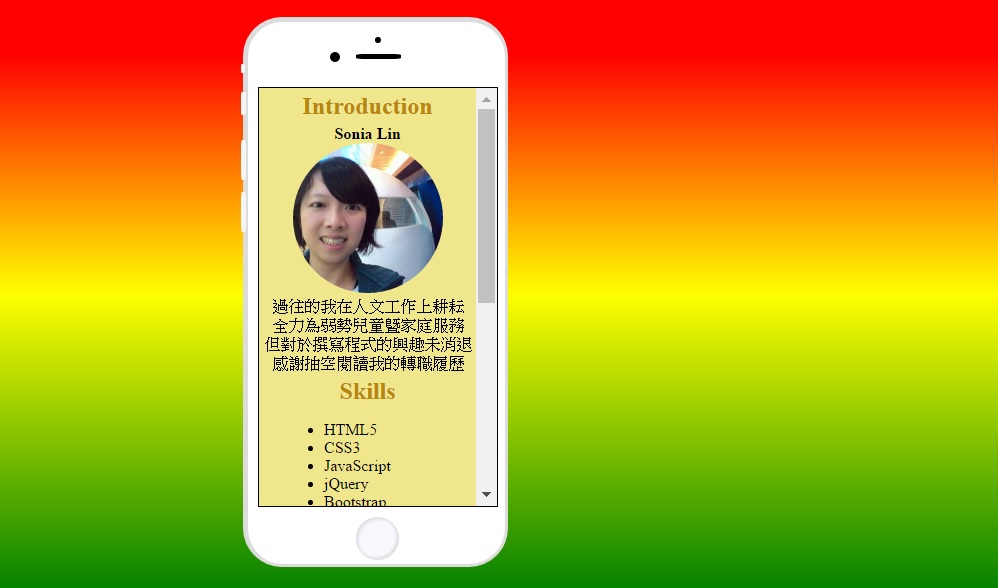 Introduction
Sonia Lin
過往的我在人文工作上耕耘
全力為弱勢兒童暨家庭服務
但對於撰寫程式的興趣未消退
感謝抽空閱讀我的轉職履歷
Skills
HTML5
CSS3
JavaScript
jQuery
Bootstrap